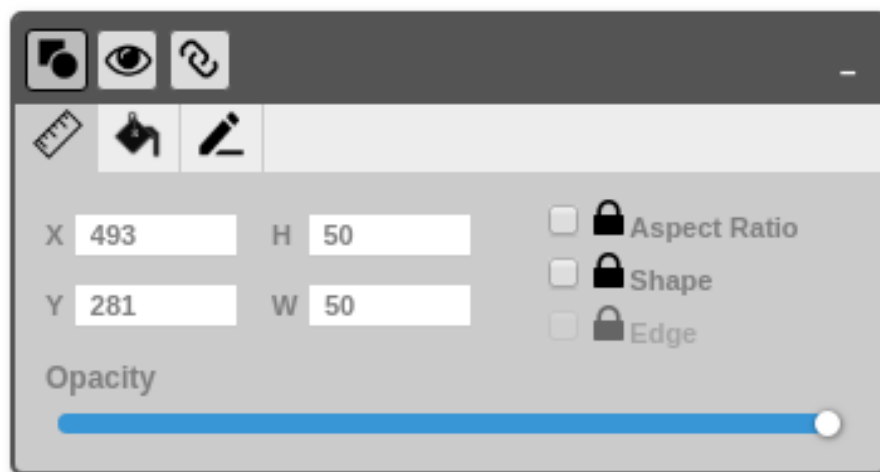 X 493 H 50 Aspect Ratio
Shape
Y 281 W 50
Edge
Opacity